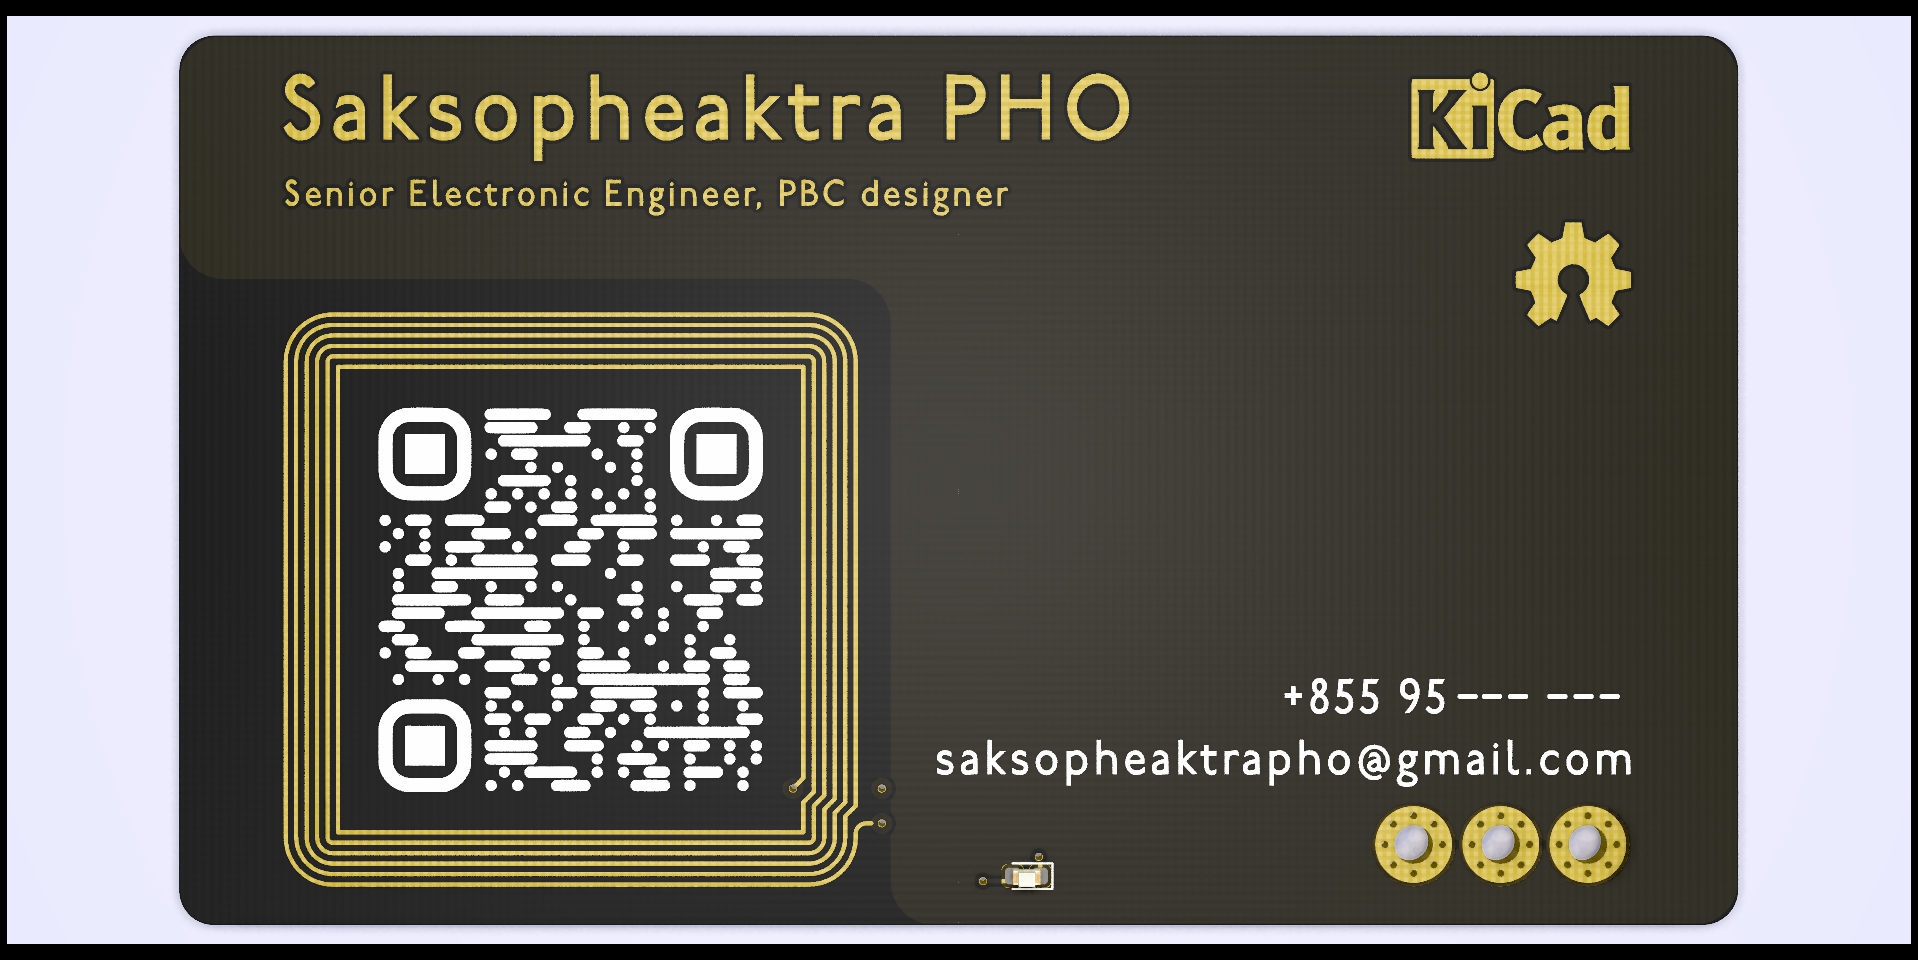 Saksopheaktra PHO
KiCad
Senior Electronic Engineer, PBC designer
+855 95 --- ---
saksopheaktrapho@gmail.com